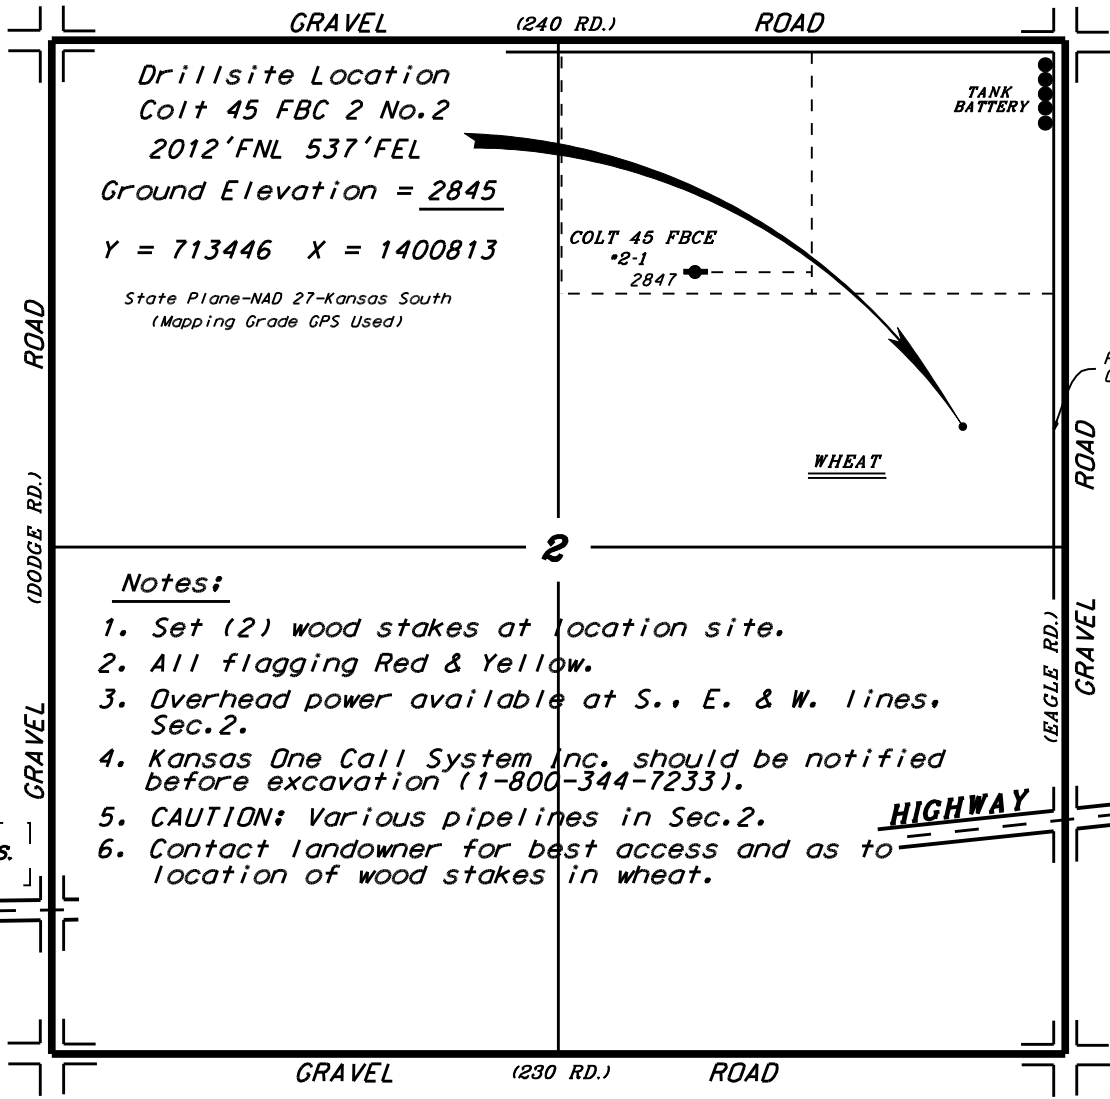 GRAVEL (240 RD.) ROAD
Drillsite Location
Colt 45 FBC 2 No.2
2012'FNL 537'FEL
Ground Elevation = 2845
Y = 713446 X = 1400813
State Plane-NAD 27-Kansas South
(Mapping Grade GPS Used)
TANK
BATTERY
COLT 45 FBCE
#2-1
2847
WHEAT
ROAD
(DODGE RD.)
GRAVEL
ROAD
GRAVEL
(EAGLE RD.)
2
Notes:
1. Set (2) wood stakes at location site.
2. All flagging Red & Yellow.
3. Overhead power available at S., E. & W. lines,
Sec.2.
4. Kansas One Call System Inc. should be notified
before excavation (1-800-344-7233).
5. CAUTION: Various pipelines in Sec.2.
6. Contact landowner for best access and as to
location of wood stakes in wheat.
HIGHWAY
GRAVEL (230 RD.) ROAD